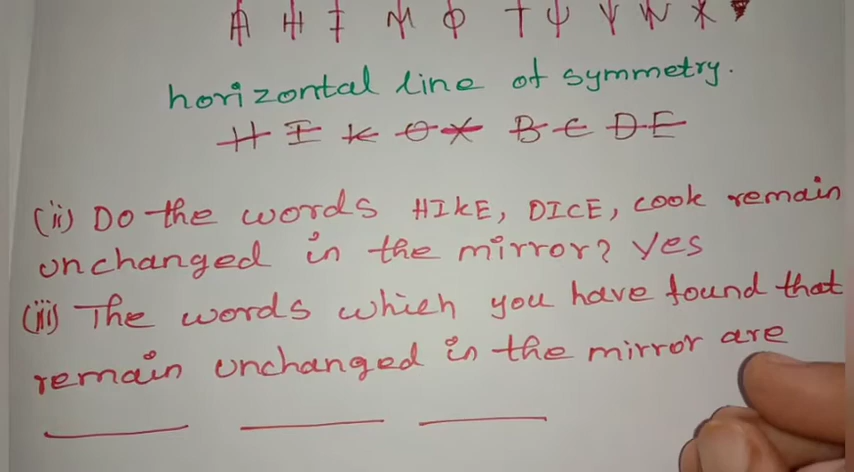 A H I M O T U Y W X
horizontal line of symmetry.
H I K O X B C D E
(ii) Do the words HIKE, DICE, cook remain
unchanged in the mirror? Yes
(iii) The words which you have found that
remain unchanged in the mirror are